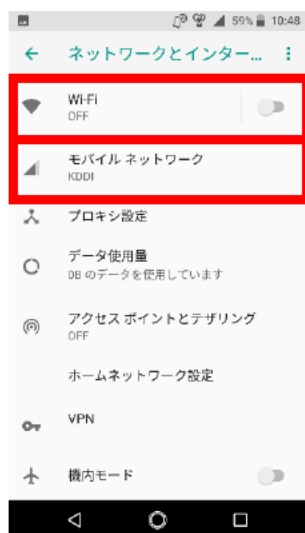 59% 10:48
ネットワークとインター...
Wi-Fi
OFF
モバイル ネットワーク
KDDI
プロキシ設定
データ使用量
0B のデータを使用しています
アクセス ポイントとテザリング
OFF
ホームネットワーク設定
VPN
機内モード